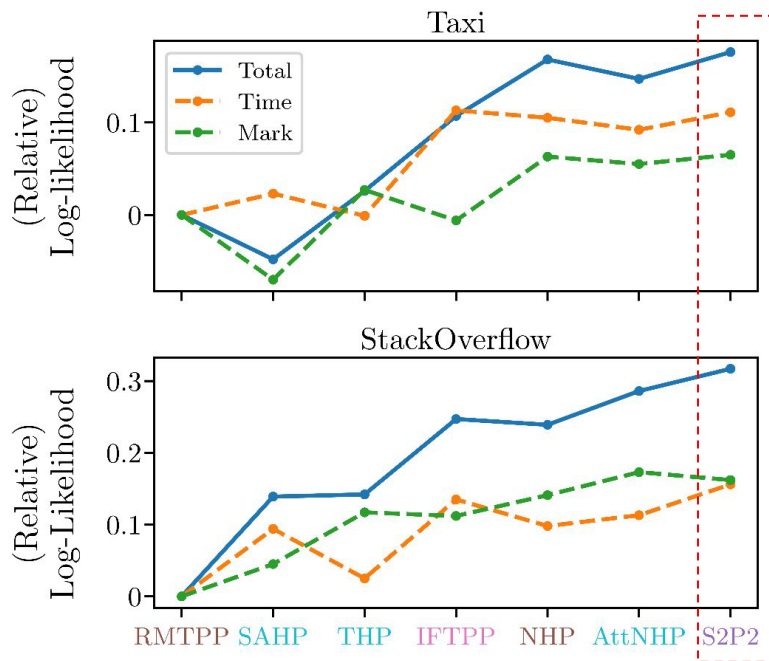 Taxi
(Relative)
Log-likelihood
0.1
0
Total
Time
Mark
StackOverflow
(Relative)
Log-Likelihood
0.3
0.2
0.1
0
RMTPP SAHP THP IFTPP NHP AttNHP S2P2